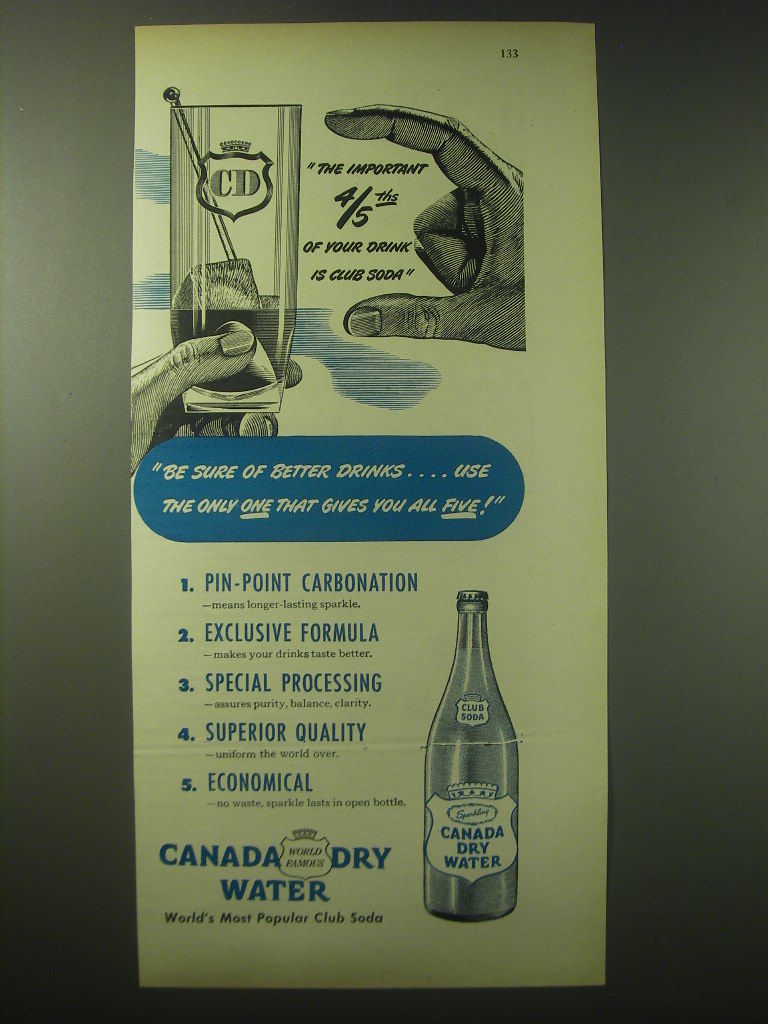 133
CD
"THE IMPORTANT
4/5 ths
OF YOUR DRINK
IS CLUB SODA"
"BE SURE OF BETTER DRINKS.... USE
THE ONLY ONE THAT GIVES YOU ALL FIVE!"
1. PIN-POINT CARBONATION
—means longer-lasting sparkle.
2. EXCLUSIVE FORMULA
—makes your drinks taste better.
3. SPECIAL PROCESSING
—assures purity, balance, clarity.
4. SUPERIOR QUALITY
—uniform the world over.
5. ECONOMICAL
—no waste, sparkle lasts in open bottle.
CANADA WORLD FAMOUS DRY
WATER
World's Most Popular Club Soda
CLUB
SODA
Sparkling
CANADA
DRY
WATER